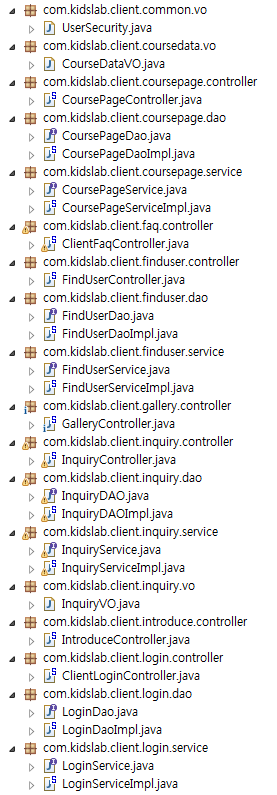 com.kidslab.client.common.vo
UserSecurity.java
com.kidslab.client.coursedata.vo
CourseDataVO.java
com.kidslab.client.coursepage.controller
CoursePageController.java
com.kidslab.client.coursepage.dao
CoursePageDao.java
CoursePageDaoImpl.java
com.kidslab.client.coursepage.service
CoursePageService.java
CoursePageServiceImpl.java
com.kidslab.client.faq.controller
ClientFaqController.java
com.kidslab.client.finduser.controller
FindUserController.java
com.kidslab.client.finduser.dao
FindUserDao.java
FindUserDaoImpl.java
com.kidslab.client.finduser.service
FindUserService.java
FindUserServiceImpl.java
com.kidslab.client.gallery.controller
GalleryController.java
com.kidslab.client.inquiry.controller
InquiryController.java
com.kidslab.client.inquiry.dao
InquiryDAO.java
InquiryDAOImpl.java
com.kidslab.client.inquiry.service
InquiryService.java
InquiryServiceImpl.java
com.kidslab.client.inquiry.vo
InquiryVO.java
com.kidslab.client.introduce.controller
IntroduceController.java
com.kidslab.client.login.controller
ClientLoginController.java
com.kidslab.client.login.dao
LoginDao.java
LoginDaoImpl.java
com.kidslab.client.login.service
LoginService.java
LoginServiceImpl.java